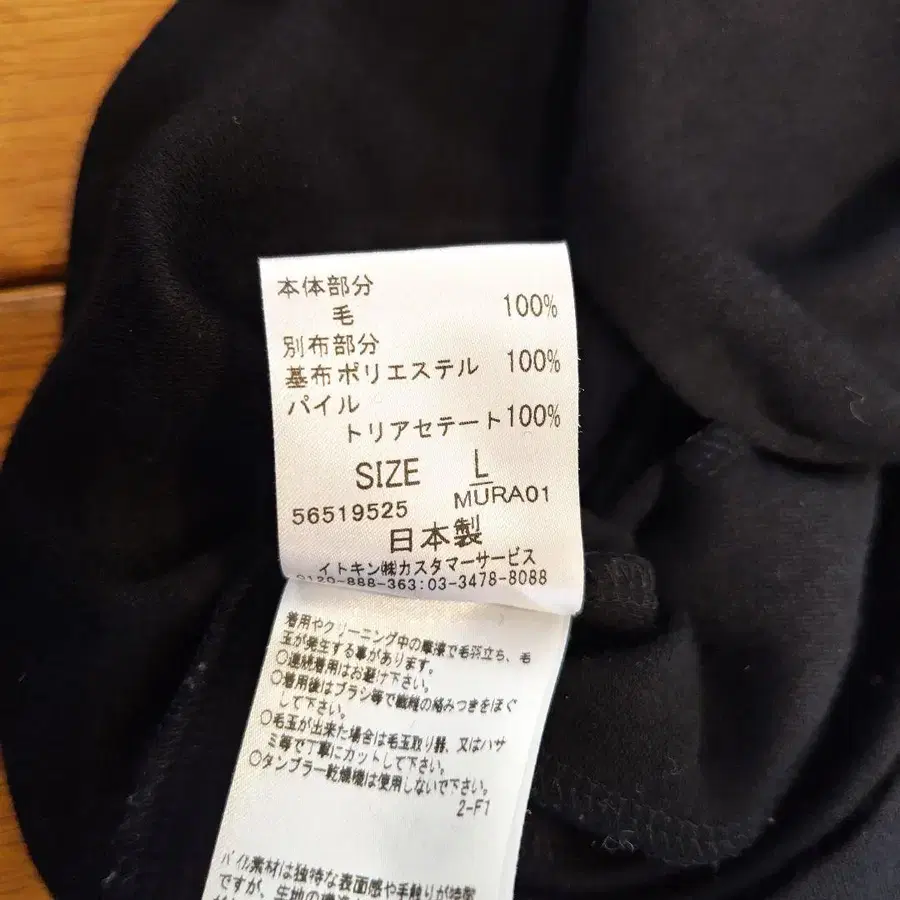 本体部分
毛 100%
別布部分
基布ポリエステル 100%
パイル
トリアセテート100%
SIZE L
56519525 MURA01
日本製
イトキン㈱カスタマーサービス
0120-888-363:03-3478-8088
着用やクリーニング中の摩擦で毛羽立ち、毛
玉が発生する事があります。
○連続着用はお避け下さい。
○着用後はブラシ等で繊維の絡みつきをほぐ
して下さい。
○毛玉が出来た場合は毛玉取り器、又はハサ
ミ等で丁寧にカットして下さい。
○タンブラー乾燥機は使用しないで下さい。
2-F1
パイル素材は独特な表面感や手触りが特徴
ですが、生地の構造